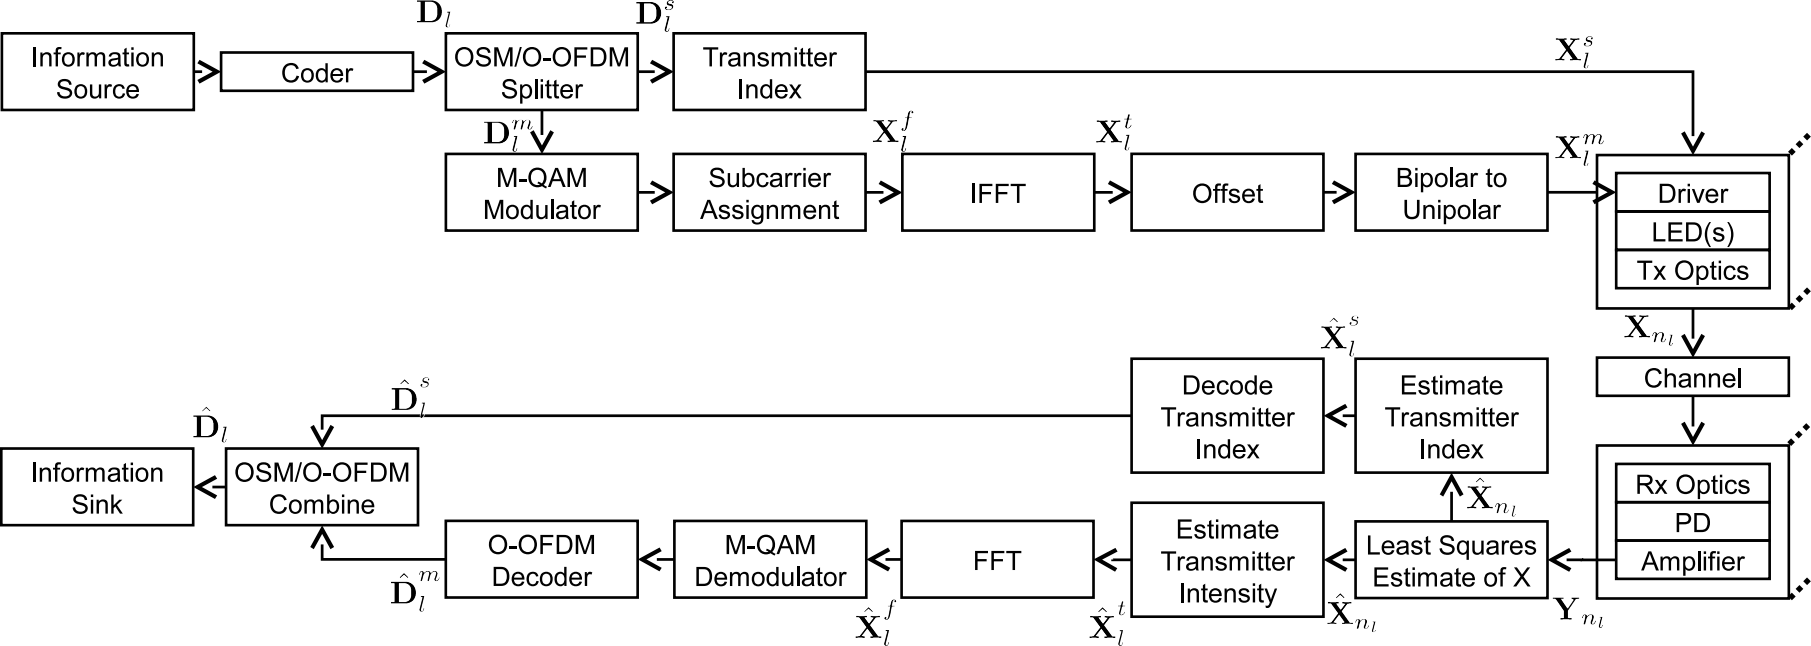 𝐃_l
𝐃_l^s
Information
Source
Coder
OSM/O-OFDM
Splitter
Transmitter
Index
𝐗_l^s
𝐃_l^m
𝐗_l^f
𝐗_l^t
𝐗_l^m
M-QAM
Modulator
Subcarrier
Assignment
IFFT
Offset
Bipolar to
Unipolar
Driver
LED(s)
Tx Optics
𝐗_{n_l}
Channel
𝐗̂_l^s
Estimate
Transmitter
Index
Decode
Transmitter
Index
𝐃̂_l^s
𝐃̂_l
Information
Sink
OSM/O-OFDM
Combine
𝐃̂_l^m
O-OFDM
Decoder
M-QAM
Demodulator
𝐗̂_l^f
FFT
𝐗̂_l^t
Estimate
Transmitter
Intensity
𝐗̂_{n_l}
Least Squares
Estimate of X
𝐗̂_{n_l}
𝐘_{n_l}
Rx Optics
PD
Amplifier